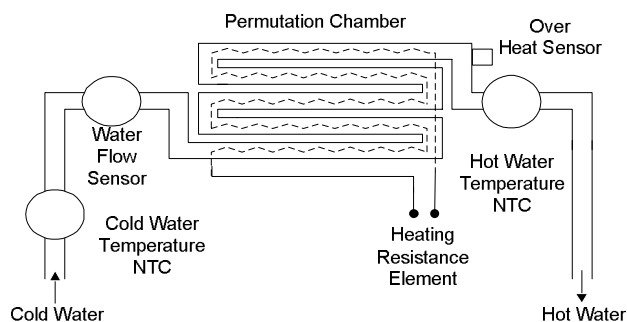 Permutation Chamber
Over
Heat Sensor
Water
Flow
Sensor
Hot Water
Temperature
NTC
Cold Water
Temperature
NTC
Heating
Resistance
Element
Cold Water
Hot Water